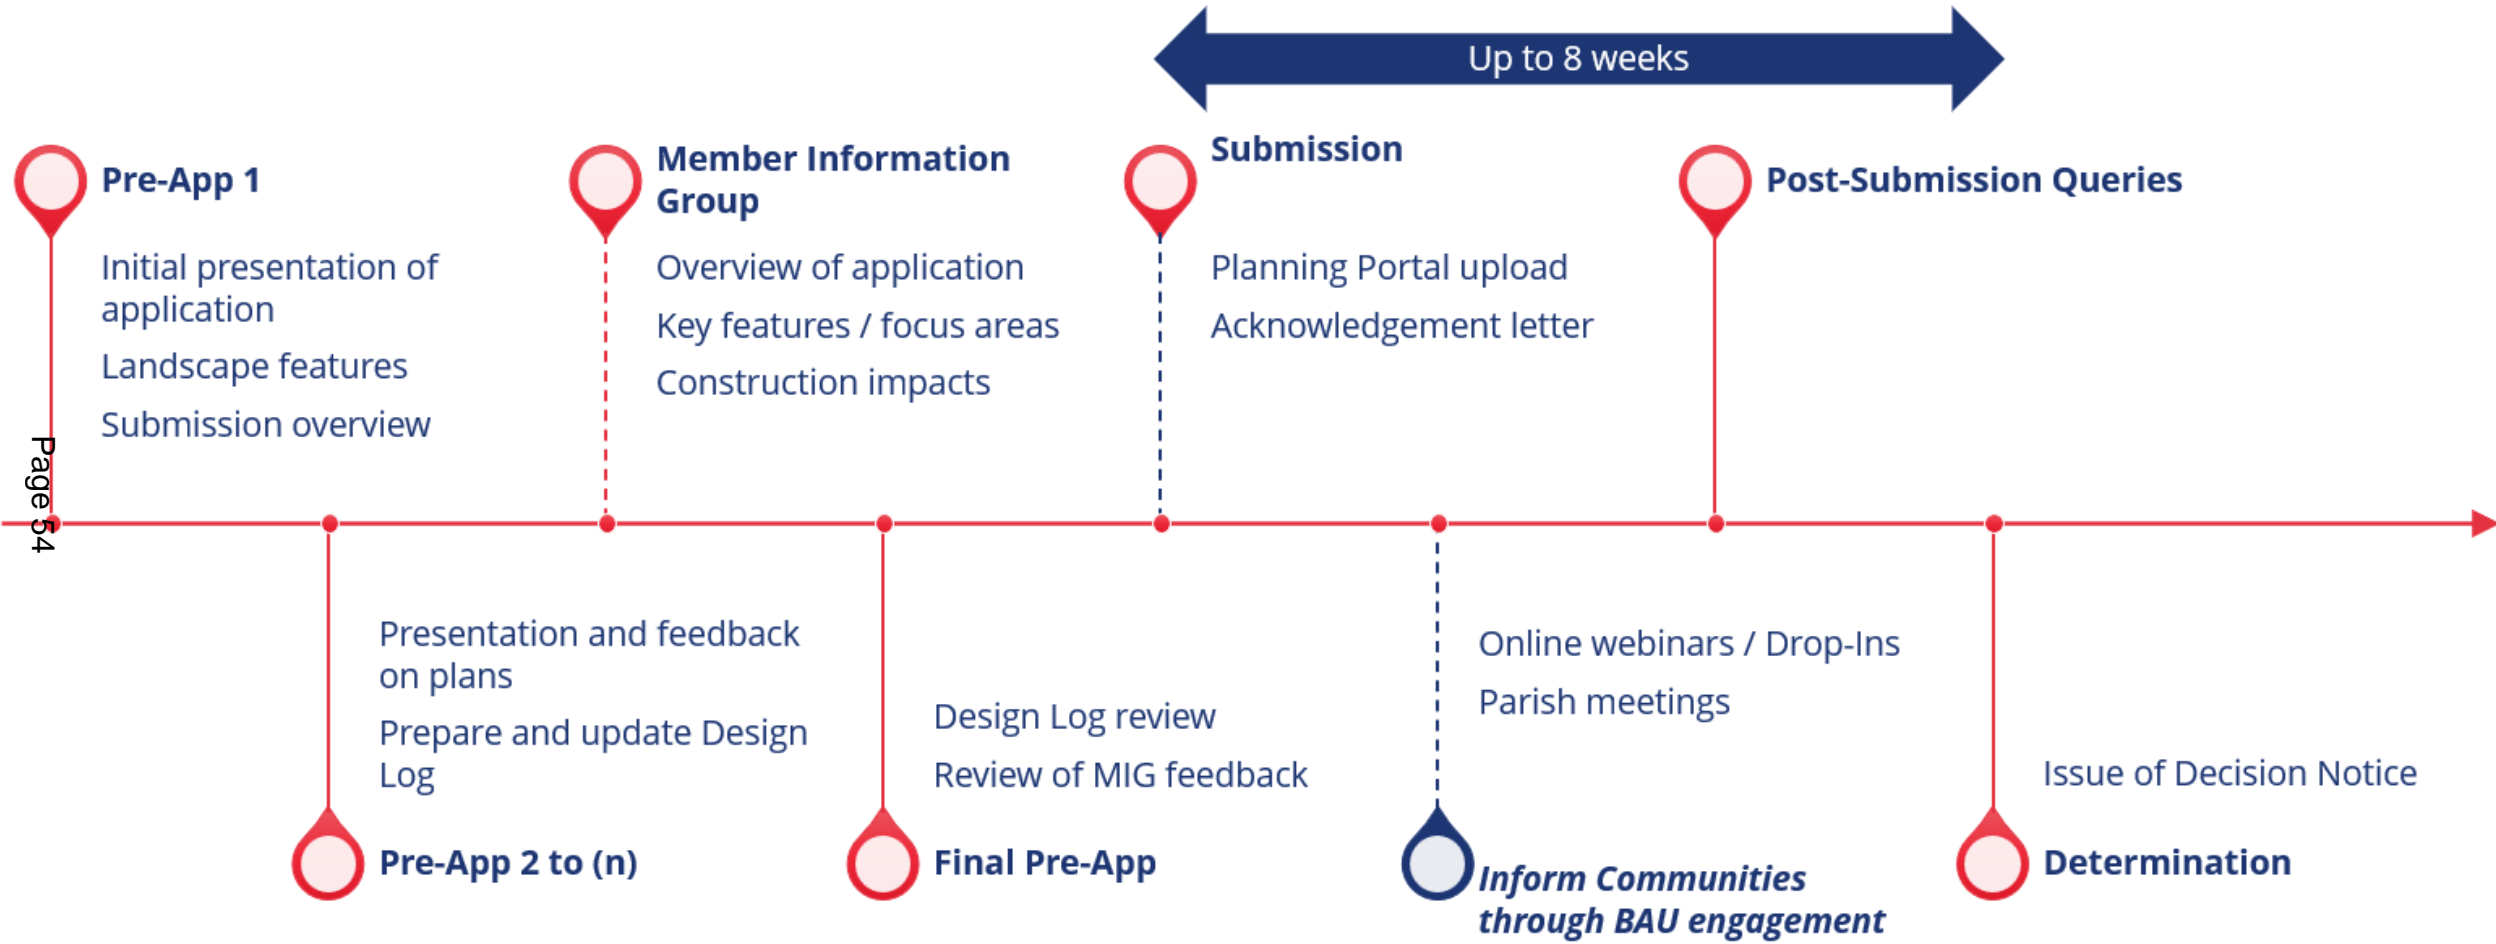 Up to 8 weeks
Pre-App 1
Initial presentation of
application
Landscape features
Submission overview
Member Information
Group
Overview of application
Key features / focus areas
Construction impacts
Submission
Planning Portal upload
Acknowledgement letter
Post-Submission Queries
Page 54
Presentation and feedback
on plans
Prepare and update Design
Log
Pre-App 2 to (n)
Design Log review
Review of MIG feedback
Final Pre-App
Online webinars / Drop-Ins
Parish meetings
Inform Communities
through BAU engagement
Issue of Decision Notice
Determination